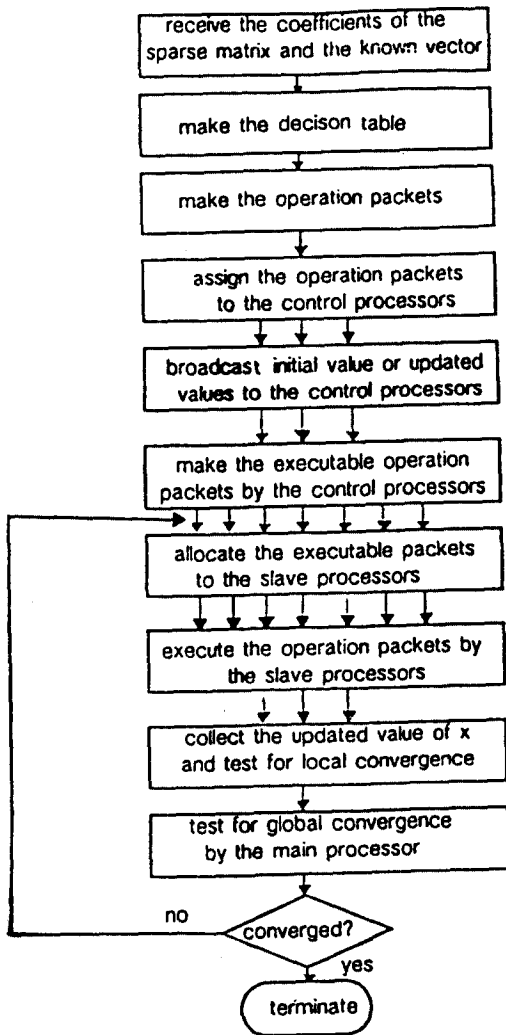 receive the coefficients of the
sparse matrix and the known vector
make the decison table
make the operation packets
assign the operation packets
to the control processors
broadcast initial value or updated
values to the control processors
make the executable operation
packets by the control processors
allocate the executable packets
to the slave processors
execute the operation packets by
the slave processors
collect the updated value of x
and test for local convergence
test for global convergence
by the main processor
no
converged?
yes
terminate